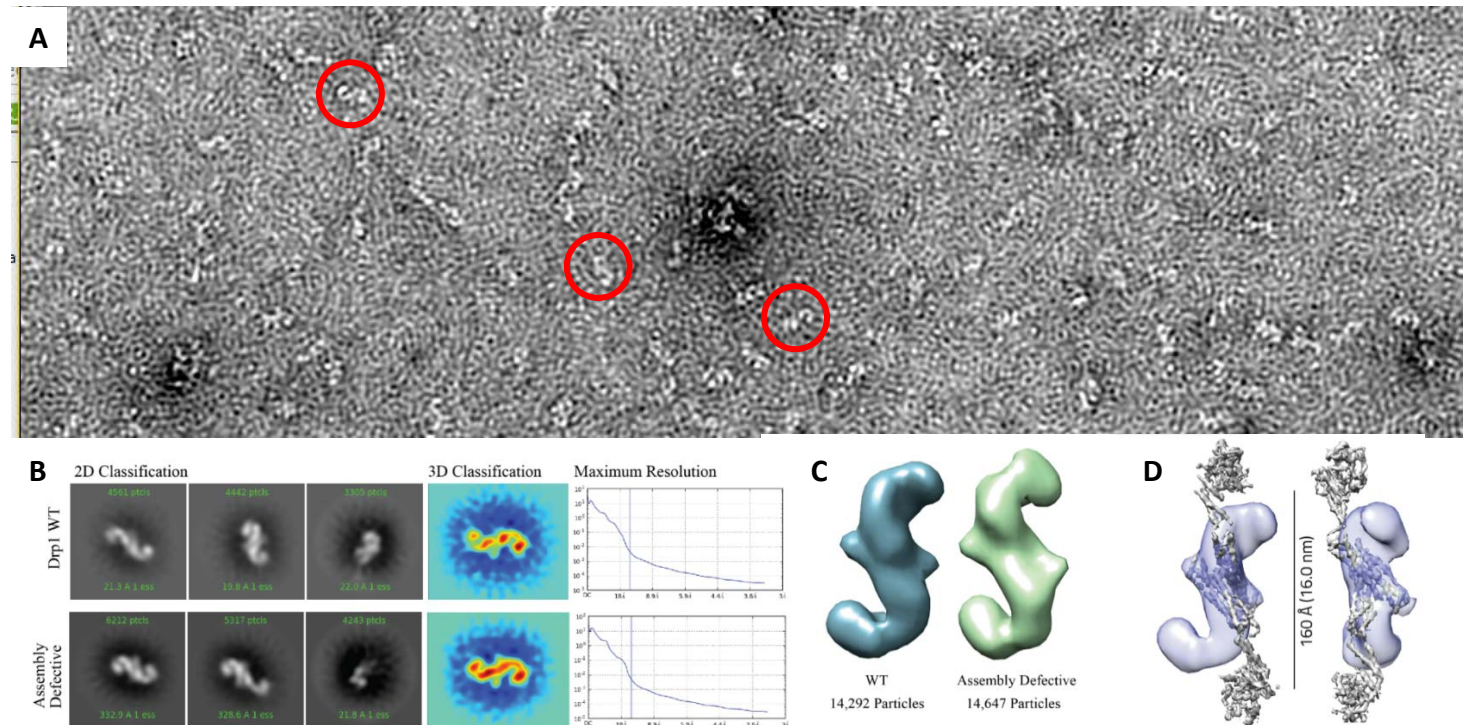 A
a
B
2D Classification
3D Classification
Maximum Resolution
C
D
Drp1 WT
4561 ptcls
4442 ptcls
3305 ptcls
21.3 A 1 ess
19.8 A 1 ess
22.0 A 1 ess
Assembly
Defective
6212 ptcls
5317 ptcls
4243 ptcls
332.9 A 1 ess
328.6 A 1 ess
21.8 A 1 ess
WT
14,292 Particles
Assembly Defective
14,647 Particles
160 Å (16.0 nm)